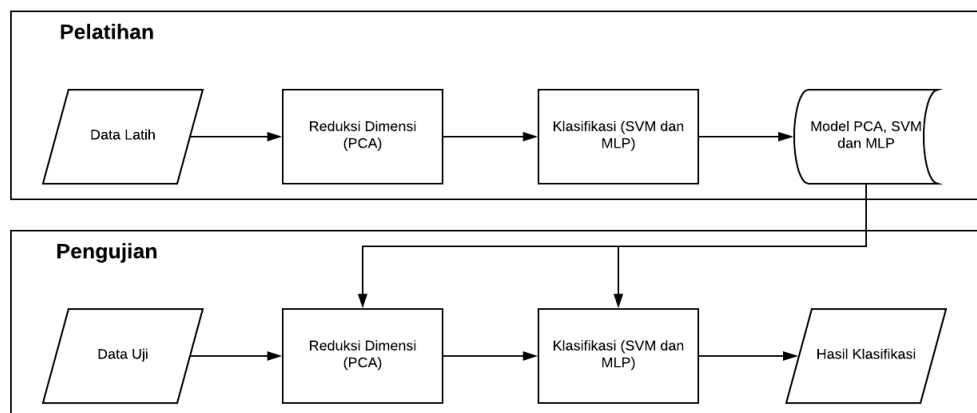 Pelatihan
Data Latih
Reduksi Dimensi
(PCA)
Klasifikasi (SVM dan
MLP)
Model PCA, SVM
dan MLP
Pengujian
Data Uji
Reduksi Dimensi
(PCA)
Klasifikasi (SVM dan
MLP)
Hasil Klasifikasi